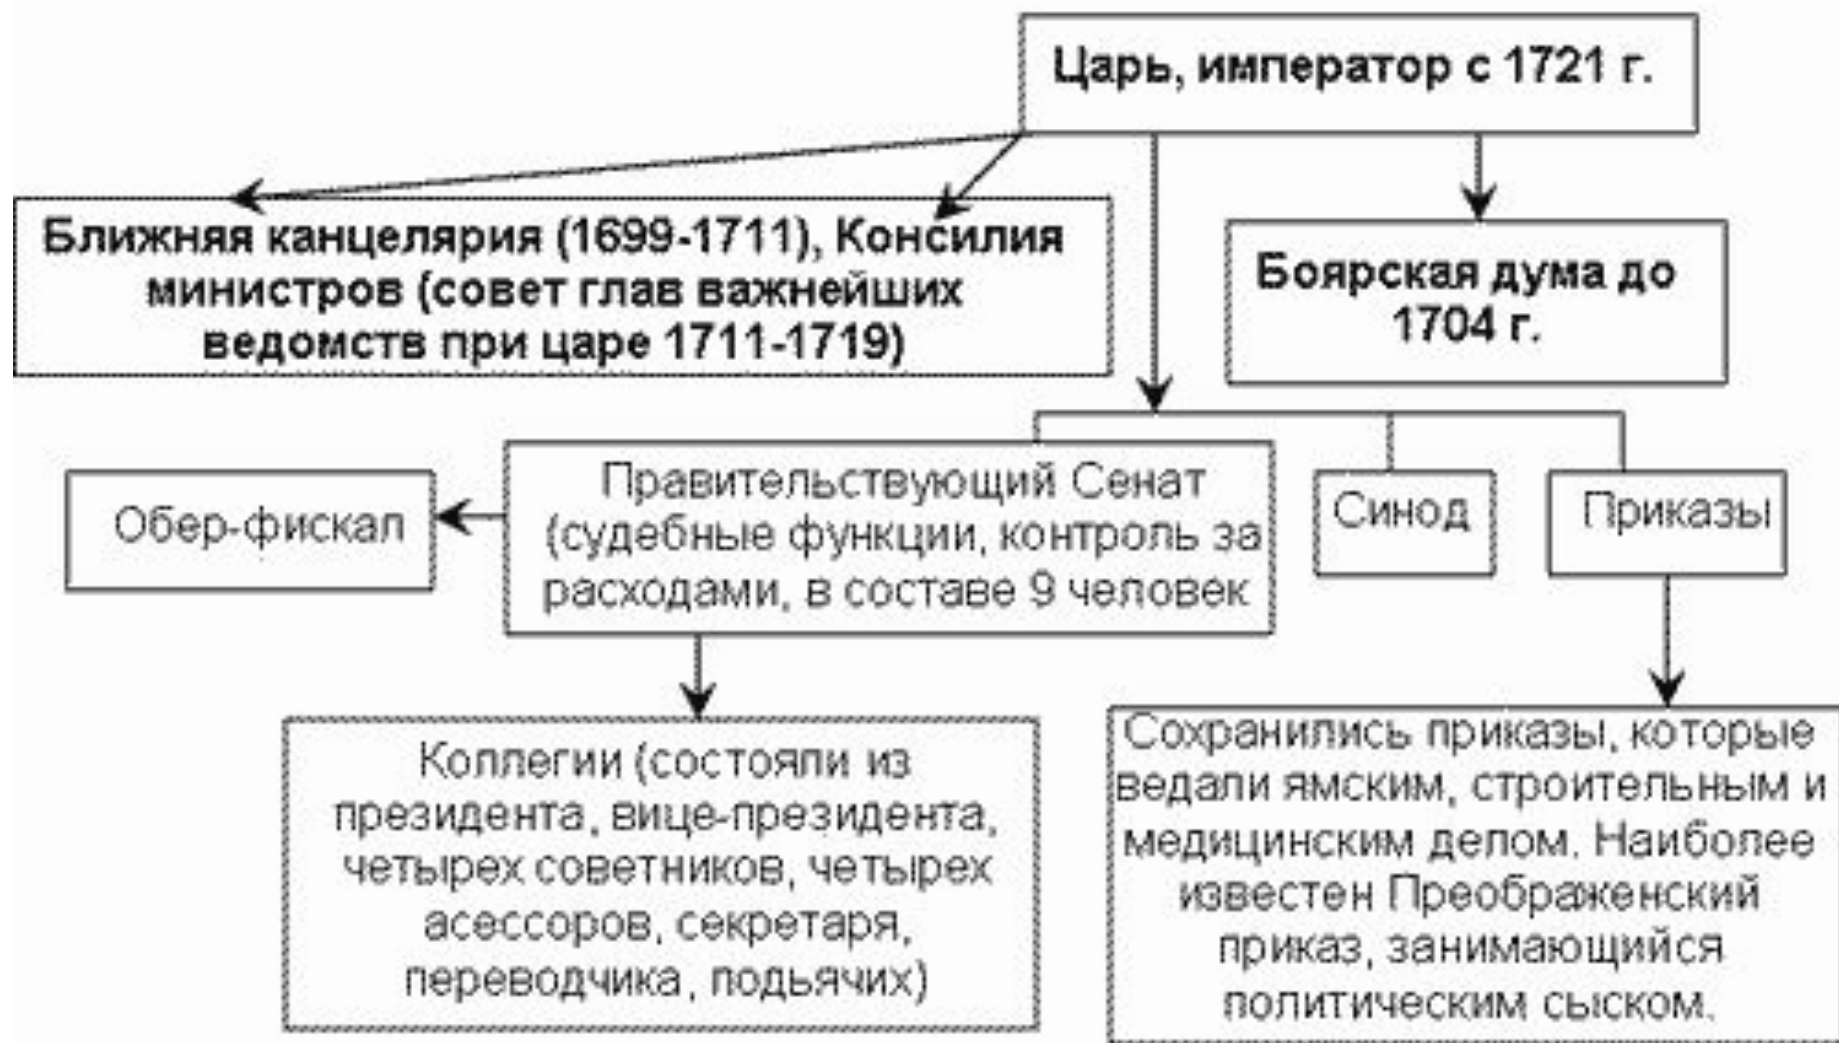 Царь, император с 1721 г.
Ближняя канцелярия (1699-1711), Консилия
министров (совет глав важнейших
ведомств при царе 1711-1719)
Боярская дума до
1704 г.
Обер-фискал
Правительствующий Сенат
(судебные функции, контроль за
расходами, в составе 9 человек
Синод
Приказы
Коллегии (состояли из
президента, вице-президента,
четырех советников, четырех
асессоров, секретаря,
переводчика, подьячих)
Сохранились приказы, которые
ведали ямским, строительным и
медицинским делом. Наиболее
известен Преображенский
приказ, занимающийся
политическим сыском.